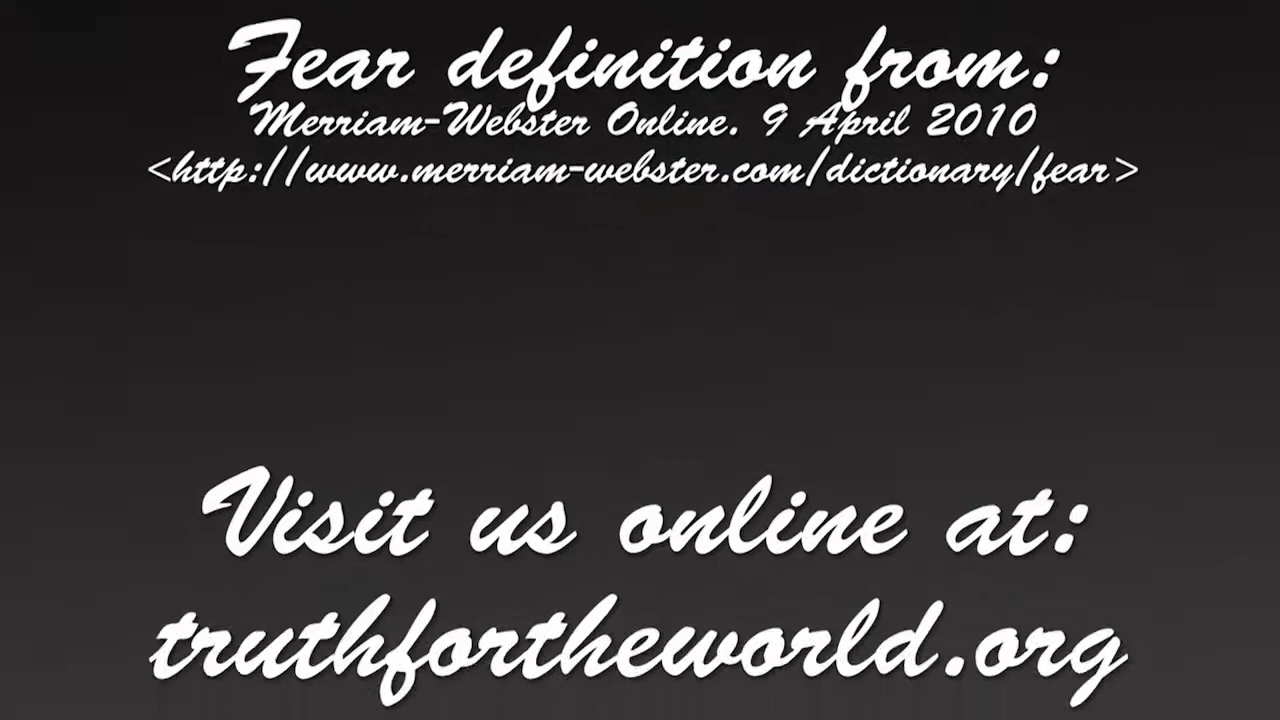 Fear definition from:
Merriam-Webster Online. 9 April 2010
<http://www.merriam-webster.com/dictionary/fear>
Visit us online at:
truthfortheworld.org